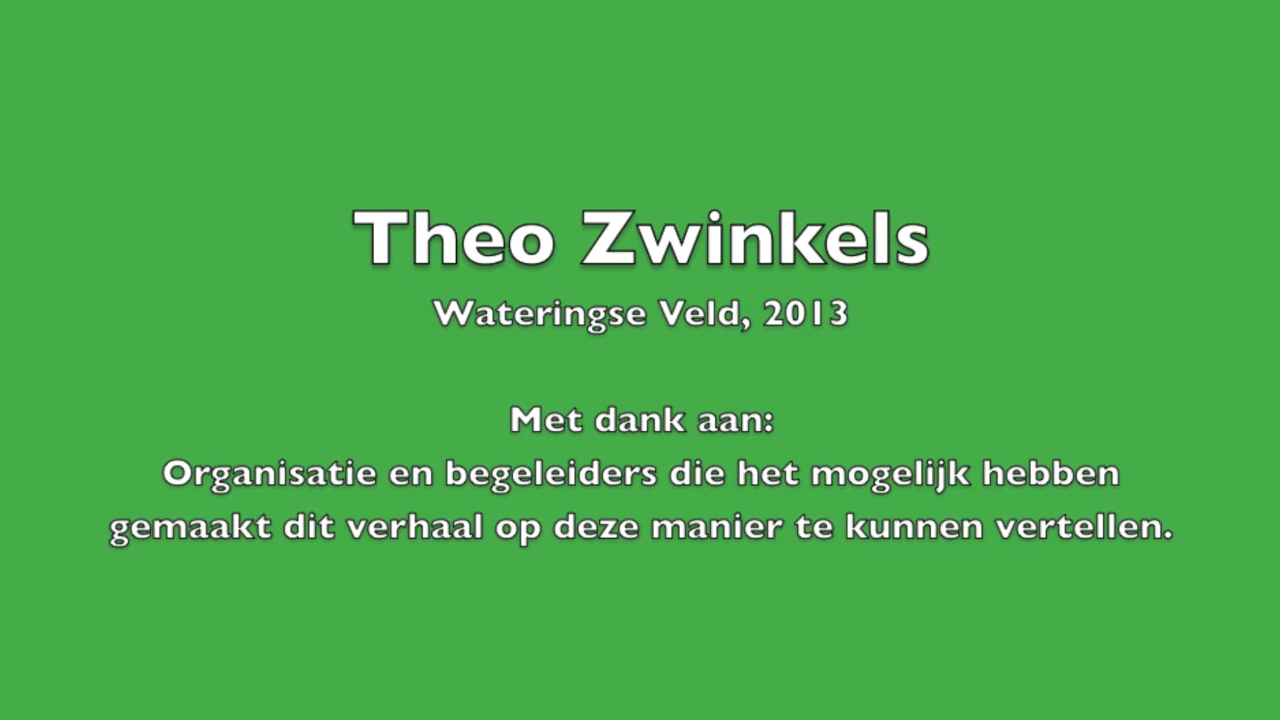 Theo Zwinkels
Wateringse Veld, 2013
Met dank aan:
Organisatie en begeleiders die het mogelijk hebben
gemaakt dit verhaal op deze manier te kunnen vertellen.